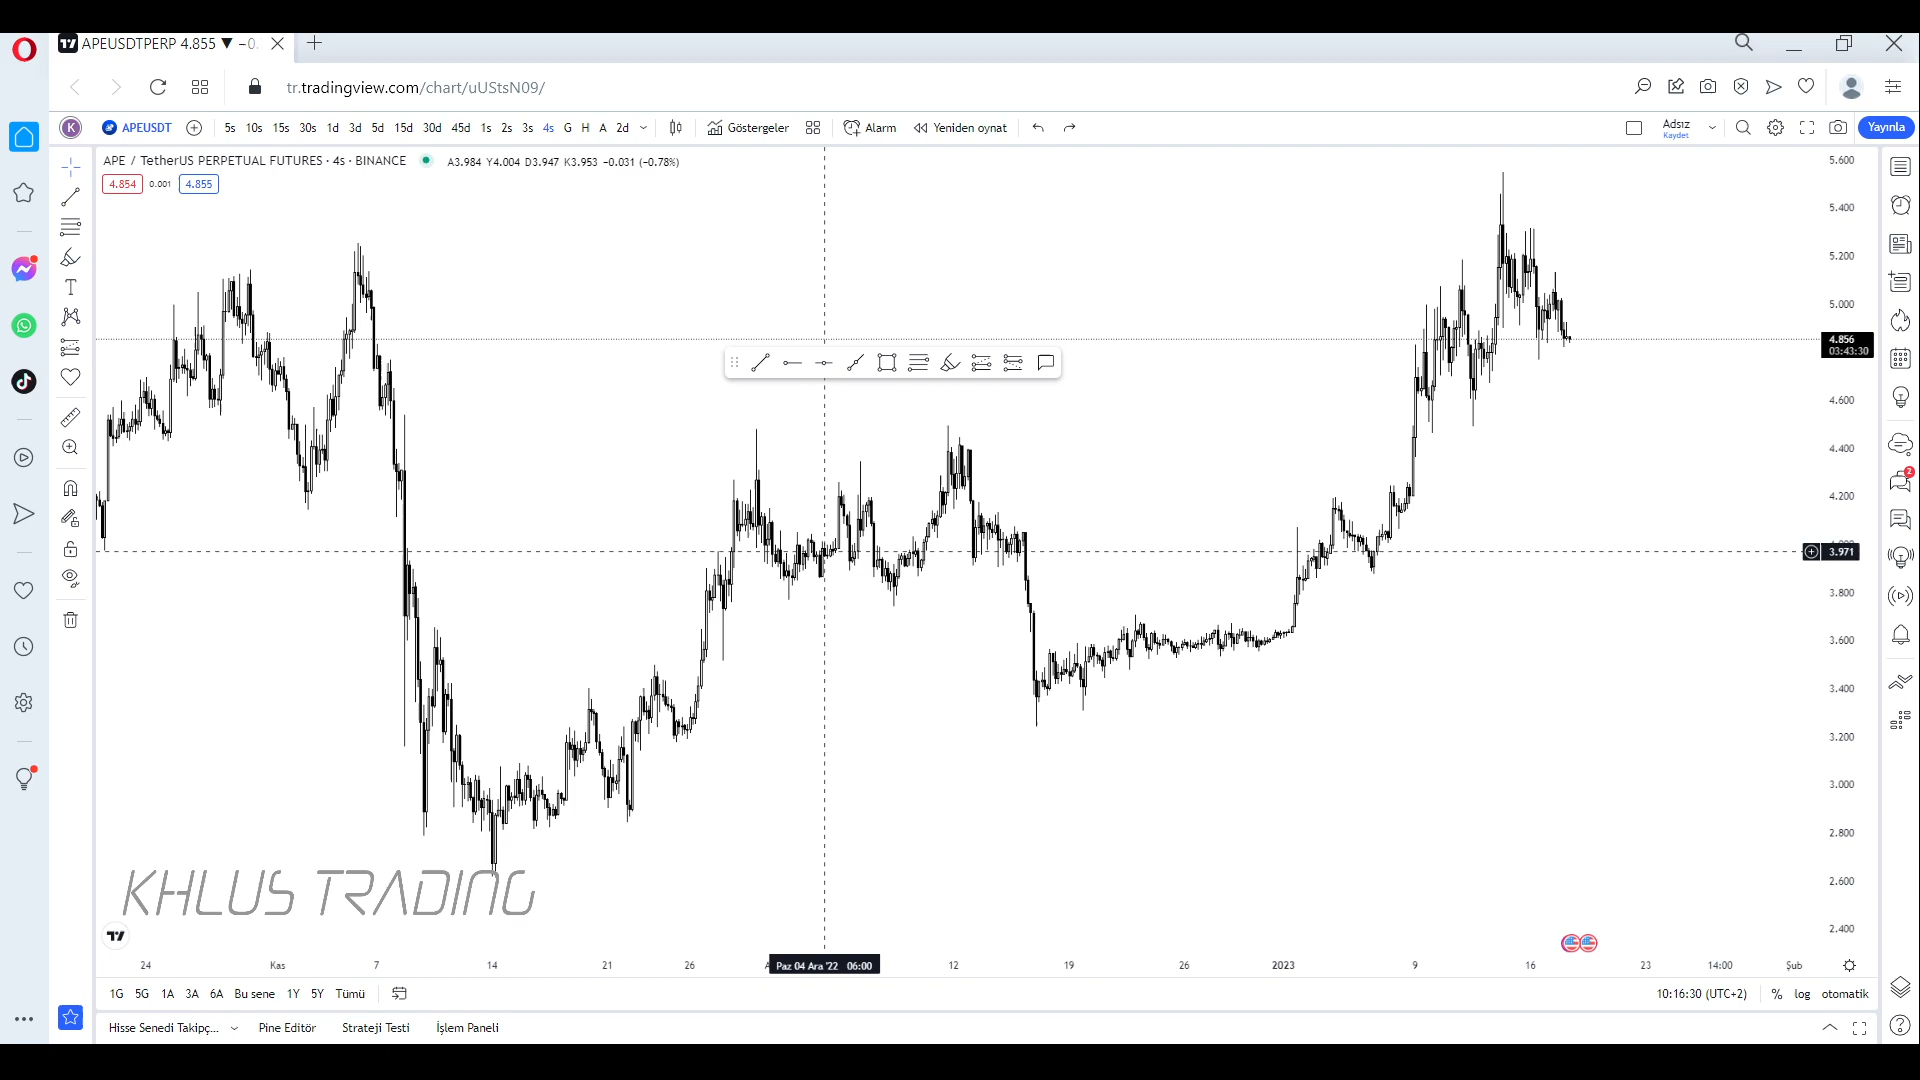 APEUSDTPERP 4.855 ▼ −0.
tr.tradingview.com/chart/uUStsN09/
K APEUSDT 5s 10s 15s 30s 1d 3d 5d 15d 30d 45d 1s 2s 3s 4s G H A 2d Göstergeler Alarm Yeniden oynat Adsız Yayınla
Kaydet
APE / TetherUS PERPETUAL FUTURES · 4s · BINANCE A3.984 Y4.004 D3.947 K3.953 −0.031 (−0.78%)
4.854 0.001 4.855
5.600
5.400
5.200
5.000
4.856
03:43:30
4.600
4.400
4.200
3.971
3.800
3.600
3.400
3.200
3.000
2.800
2.600
2.400
2
KHLUS TRADING
24 Kas 7 14 21 26 Paz 04 Ara '22 06:00 12 19 26 2023 9 16 23 14:00 Şub
1G 5G 1A 3A 6A Bu sene 1Y 5Y Tümü 10:16:30 (UTC+2) % log otomatik
Hisse Senedi Takipç... Pine Editör Strateji Testi İşlem Paneli